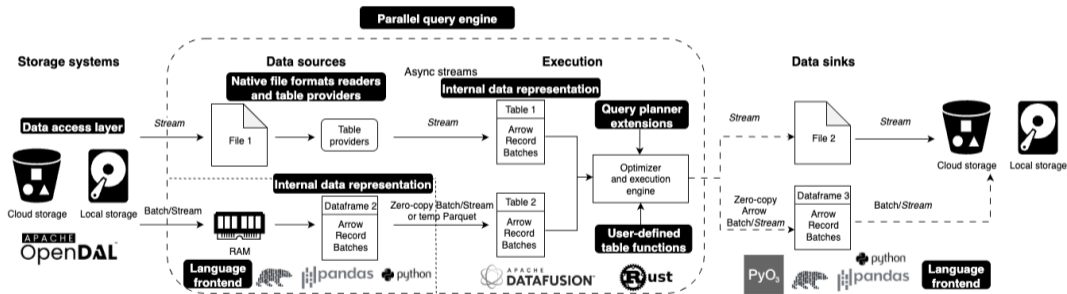 Parallel query engine
Storage systems
Data sources
Execution
Data sinks
Native file formats readers
and table providers
Async streams
Internal data representation
Data access layer
Stream
File 1
Table
providers
Stream
Table 1
Arrow
Record
Batches
Query planner
extensions
Optimizer
and execution
engine
Stream
File 2
Stream
Cloud storage
Local storage
Cloud storage
Local storage
Internal data representation
Batch/Stream
RAM
Dataframe 2
Arrow
Record
Batches
Zero-copy Batch/Stream
or temp Parquet
Table 2
Arrow
Record
Batches
User-defined
table functions
Zero-copy
Arrow
Batch/Stream
Dataframe 3
Arrow
Record
Batches
Batch/Stream
APACHE
OpenDAL™
Language
frontend
pandas
python
APACHE
DATAFUSION™
Rust
PyO3
pandas
python
Language
frontend